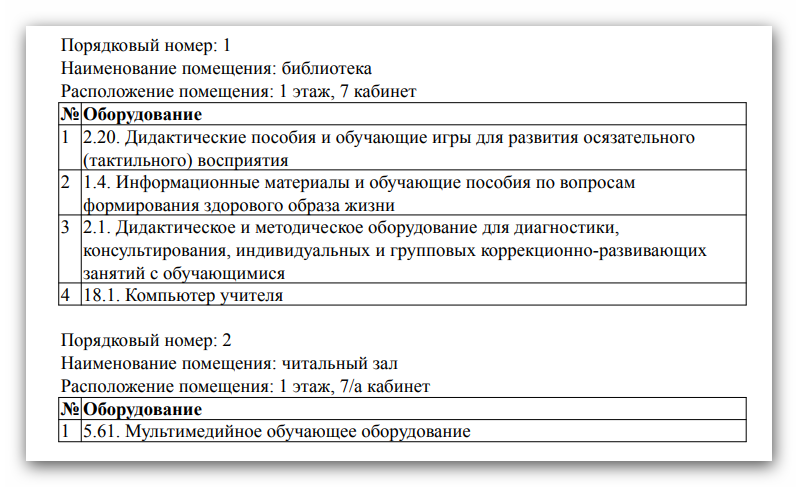 Порядковый номер: 1
Наименование помещения: библиотека
Расположение помещения: 1 этаж, 7 кабинет
№ Оборудование
1 2.20. Дидактические пособия и обучающие игры для развития осязательного
(тактильного) восприятия
2 1.4. Информационные материалы и обучающие пособия по вопросам
формирования здорового образа жизни
3 2.1. Дидактическое и методическое оборудование для диагностики,
консультирования, индивидуальных и групповых коррекционно-развивающих
занятий с обучающимися
4 18.1. Компьютер учителя
Порядковый номер: 2
Наименование помещения: читальный зал
Расположение помещения: 1 этаж, 7/а кабинет
№ Оборудование
1 5.61. Мультимедийное обучающее оборудование